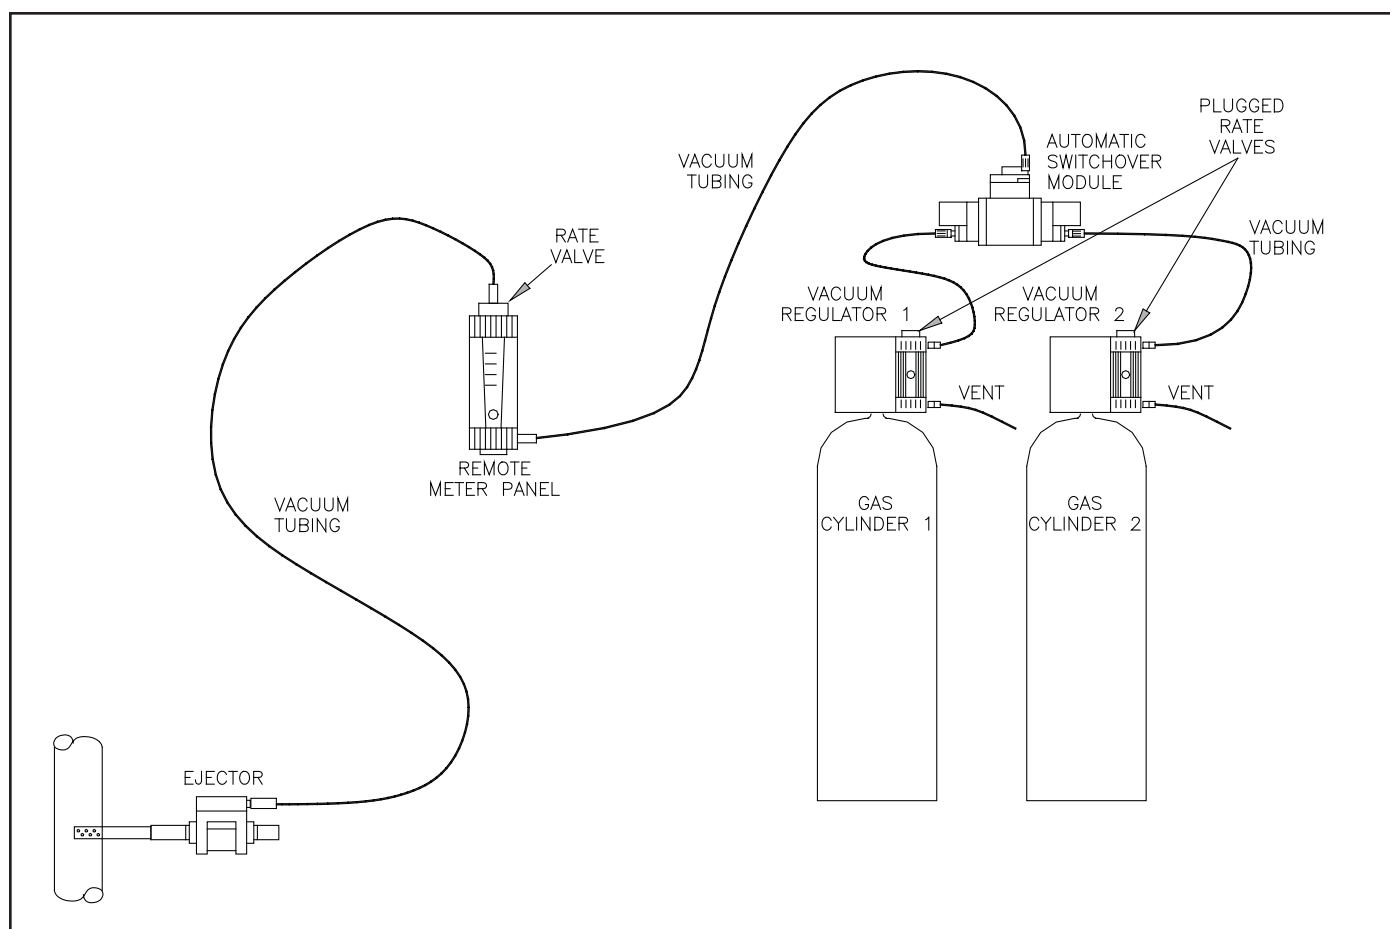 PLUGGED
RATE
VALVES
AUTOMATIC
SWITCHOVER
MODULE
VACUUM
TUBING
VACUUM
TUBING
RATE
VALVE
VACUUM
REGULATOR 1
VACUUM
REGULATOR 2
VENT
VENT
REMOTE
METER PANEL
VACUUM
TUBING
GAS
CYLINDER 1
GAS
CYLINDER 2
EJECTOR